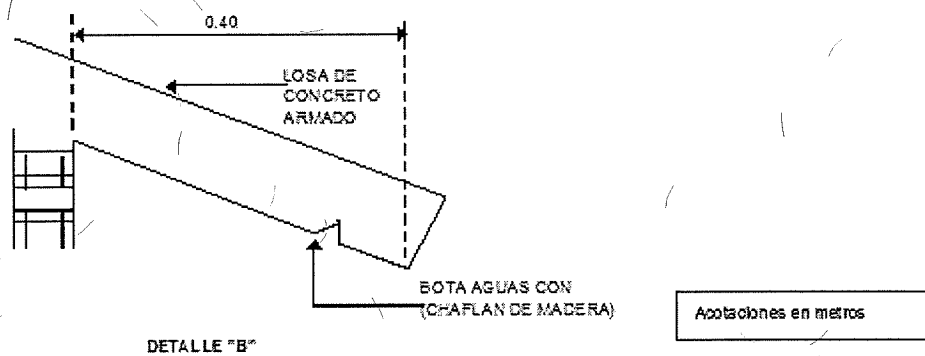 0.40
LOSA DE
CONCRETO
ARMADO
BOTA AGUAS CON
(CHAFLAN DE MADERA)
Acotaciones en metros
DETALLE "B"